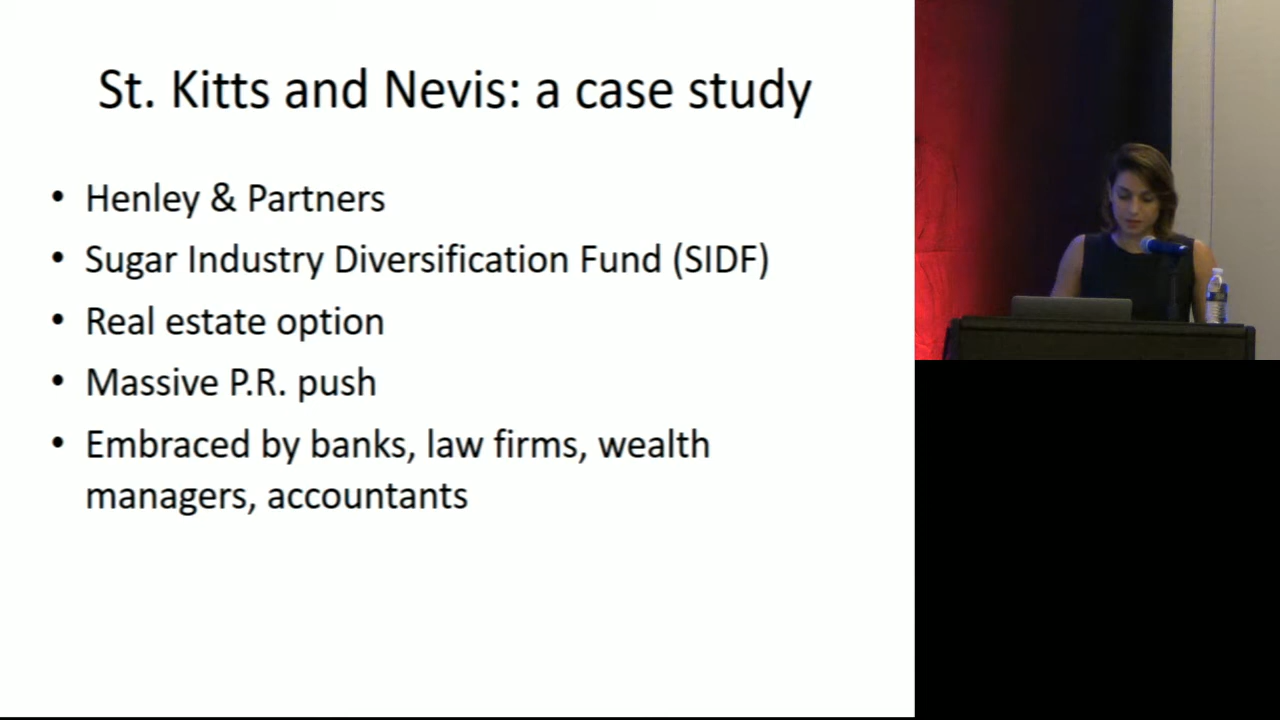 St. Kitts and Nevis: a case study
• Henley & Partners
• Sugar Industry Diversification Fund (SIDF)
• Real estate option
• Massive P.R. push
• Embraced by banks, law firms, wealth
managers, accountants